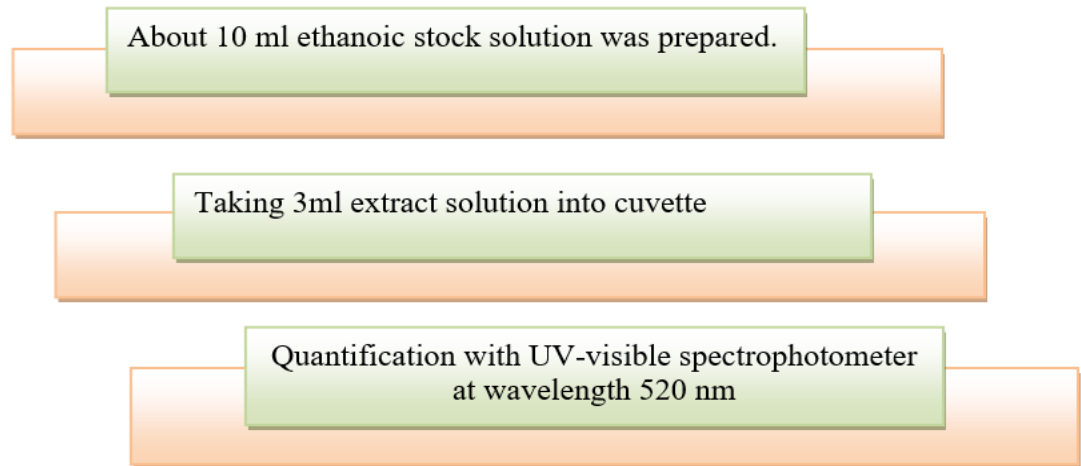 About 10 ml ethanoic stock solution was prepared.
Taking 3ml extract solution into cuvette
Quantification with UV-visible spectrophotometer
at wavelength 520 nm